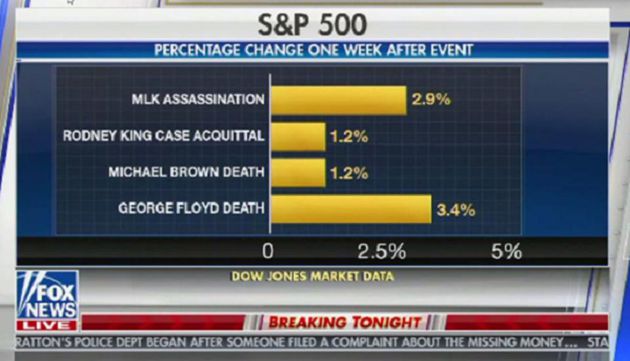 S&P 500
PERCENTAGE CHANGE ONE WEEK AFTER EVENT
MLK ASSASSINATION 2.9%
RODNEY KING CASE ACQUITTAL 1.2%
MICHAEL BROWN DEATH 1.2%
GEORGE FLOYD DEATH 3.4%
0 2.5% 5%
DOW JONES MARKET DATA
FOX
NEWS
LIVE
BREAKING TONIGHT
RATTON'S POLICE DEPT BEGAN AFTER SOMEONE FILED A COMPLAINT ABOUT THE MISSING MONEY... STA